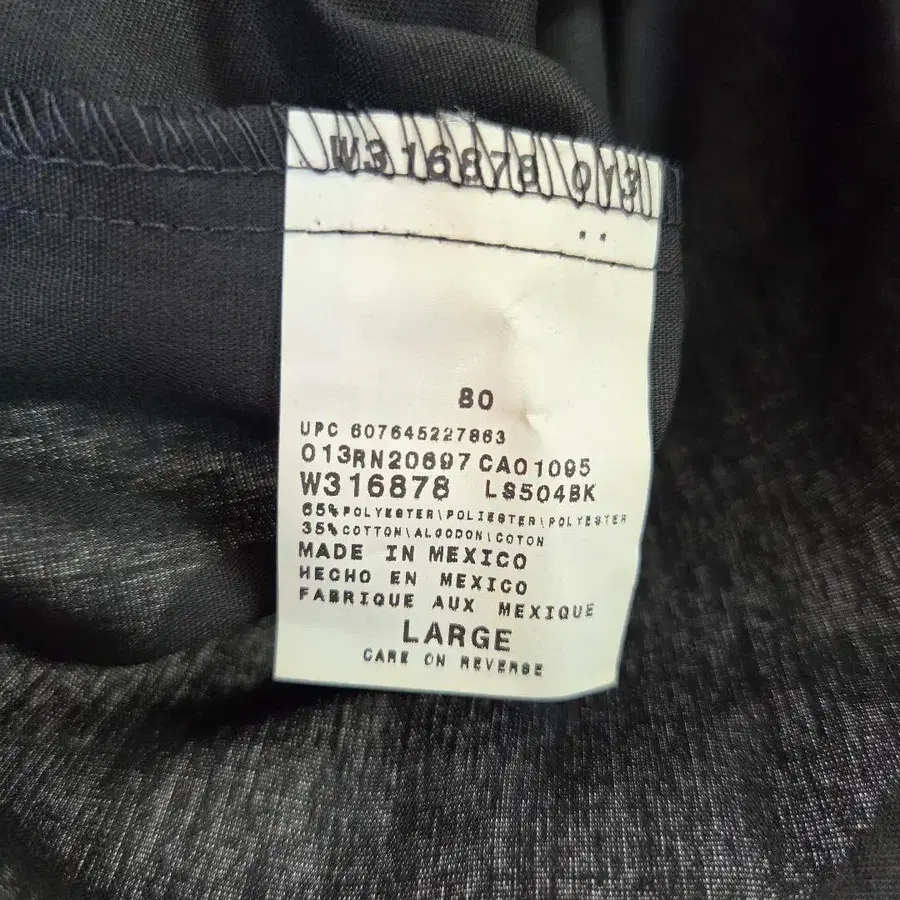 W316878 013
80
UPC 607645227863
013RN20697 CA01095
W316878 LS504BK
65% POLYESTER\POLIESTER\POLYESTER
35% COTTON\ALGODON\COTON
MADE IN MEXICO
HECHO EN MEXICO
FABRIQUE AUX MEXIQUE
LARGE
CARE ON REVERSE